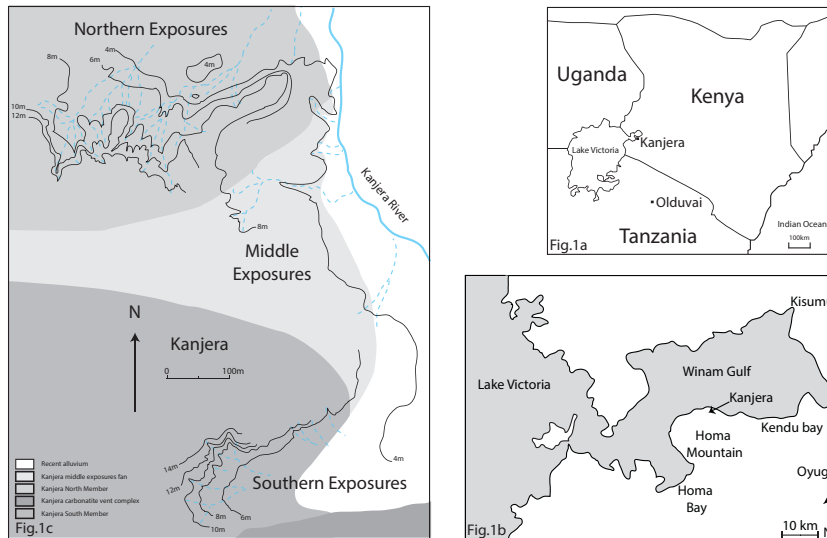 Northern Exposures
4m
8m
6m
4m
10m
12m
Kanjera River
8m
Middle
Exposures
N
Kanjera
0
100m
14m
12m
8m
6m
10m
4m
Southern Exposures
Recent alluvium
Kanjera middle exposures fan
Kanjera North Member
Kanjera carbonatite vent complex
Kanjera South Member
Fig.1c
Uganda
Kenya
Lake Victoria
Kanjera
Olduvai
Indian Ocean
Tanzania
100km
Fig.1a
Kisumu
Winam Gulf
Lake Victoria
Kanjera
Kendu bay
Homa
Mountain
Homa
Bay
Oyug
10 km
N
Fig.1b